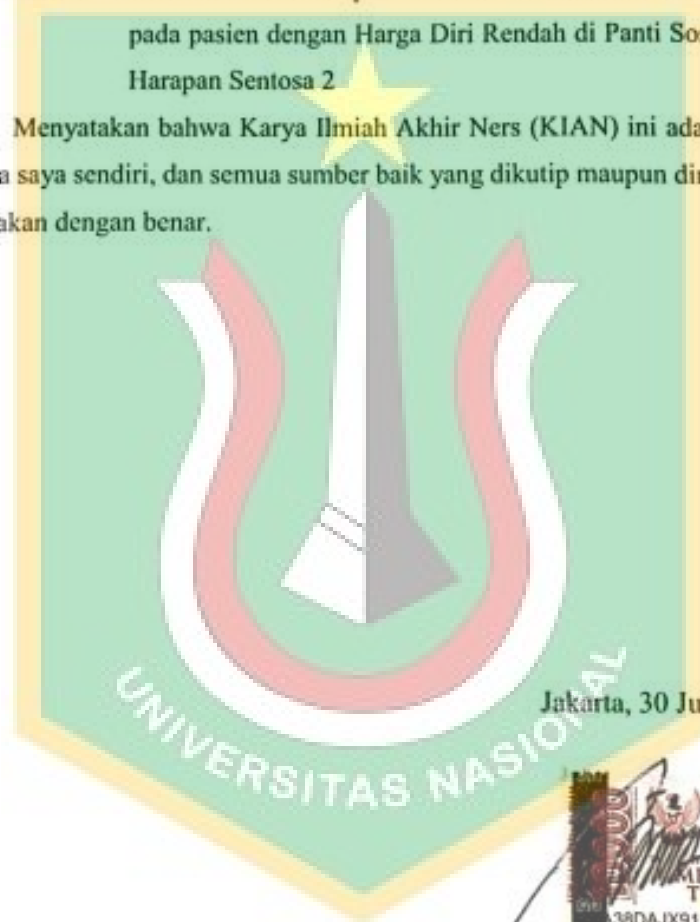 pada pasien dengan Harga Diri Rendah di Panti So
Harapan Sentosa 2
Menyatakan bahwa Karya Ilmiah Akhir Ners (KIAN) ini ada
a saya sendiri, dan semua sumber baik yang dikutip maupun di
akan dengan benar.
UNIVERSITAS NASIONAL
Jakarta, 30 Ju